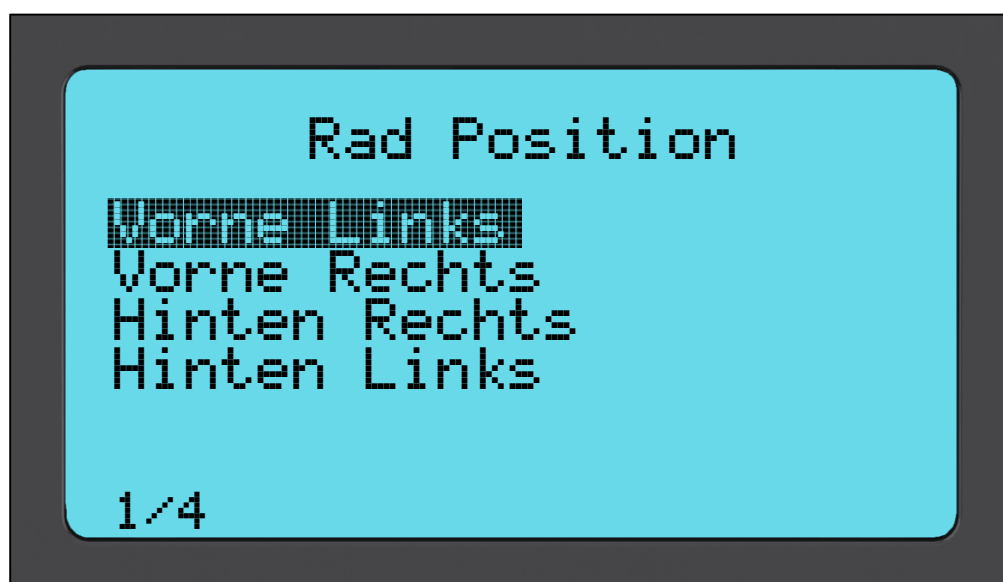 Rad Position
Vorne Links
Vorne Rechts
Hinten Rechts
Hinten Links
1/4